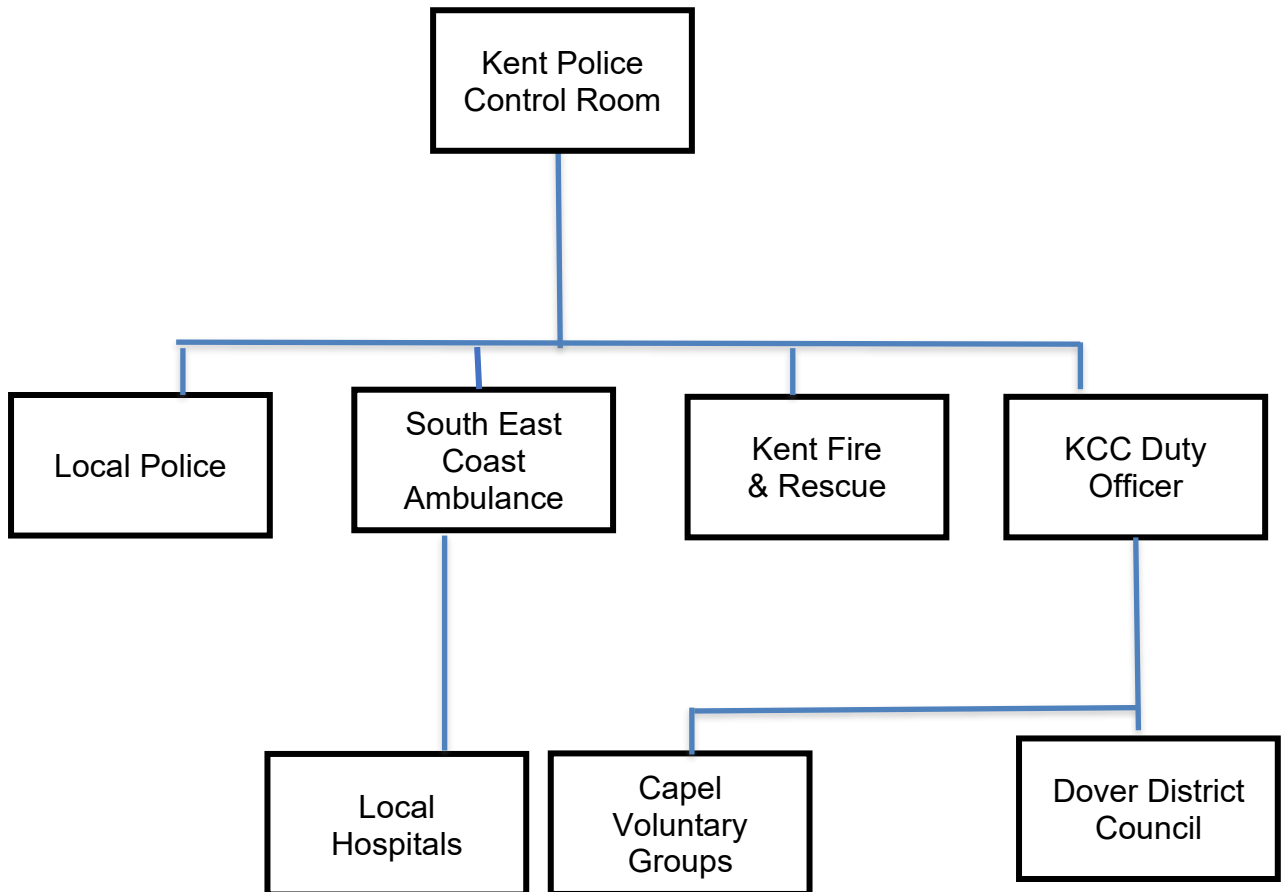 Kent Police
Control Room
Local Police
South East
Coast
Ambulance
Kent Fire
& Rescue
KCC Duty
Officer
Local
Hospitals
Capel
Voluntary
Groups
Dover District
Council